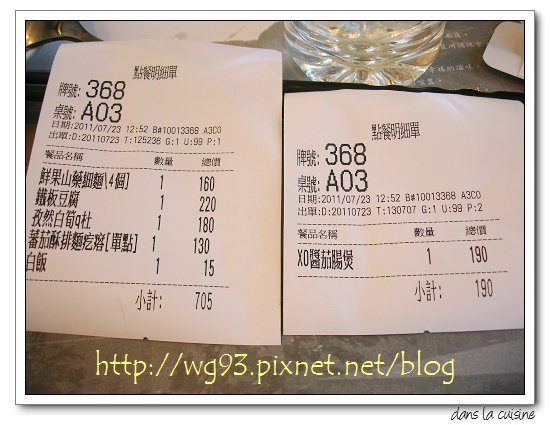 點餐明細單
牌號: 368
桌號: A03
日期:2011/07/23 12:52 B#10013368 A3C0
出單:D:20110723 T:125236 G:1 U:99 P:1
餐品名稱 數量 總價
鮮果山藥細麵\4個] 1 160
鐵板豆腐 1 220
孜然白筍q杜 1 180
蕃茄酥排麵疙瘩[單點] 1 130
白飯 1 15
小計: 705
點餐明細單
牌號: 368
桌號: A03
日期:2011/07/23 12:52 B#10013368 A3C0
出單:D:20110723 T:130707 G:1 U:99 P:2
餐品名稱 數量 總價
XO醬茄腸煲 1 190
小計: 190
http://wg93.pixnet.net/blog
dans la cuisine